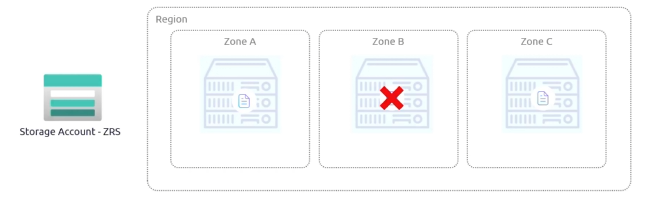 Region
Zone A
Zone B
Zone C
Storage Account - ZRS